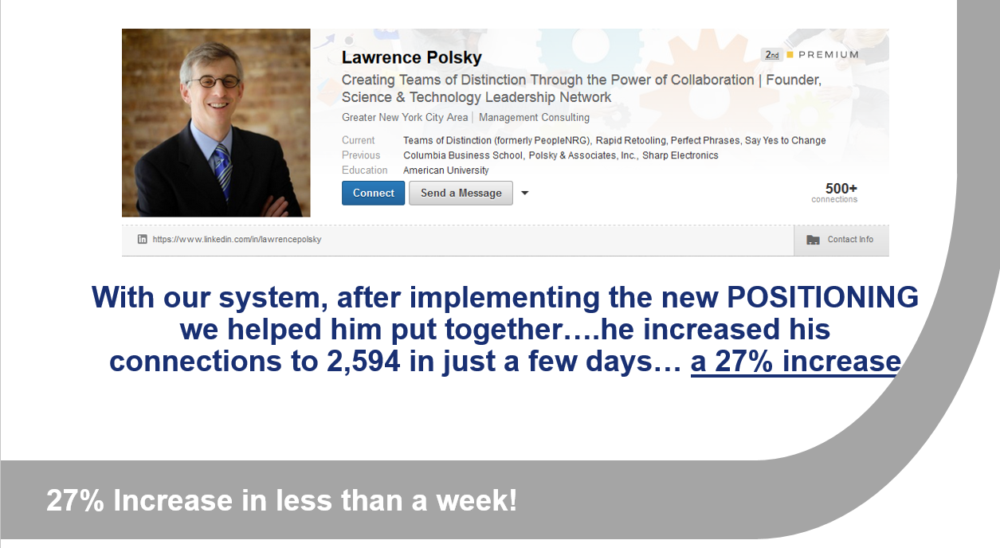 Lawrence Polsky
2nd PREMIUM
Creating Teams of Distinction Through the Power of Collaboration | Founder,
Science & Technology Leadership Network
Greater New York City Area | Management Consulting
Current Teams of Distinction (formerly PeopleNRG), Rapid Retooling, Perfect Phrases, Say Yes to Change
Previous Columbia Business School, Polsky & Associates, Inc., Sharp Electronics
Education American University
Connect Send a Message
500+
connections
in https://www.linkedin.com/in/lawrencepolsky Contact Info
With our system, after implementing the new POSITIONING
we helped him put together….he increased his
connections to 2,594 in just a few days… a 27% increase
27% Increase in less than a week!